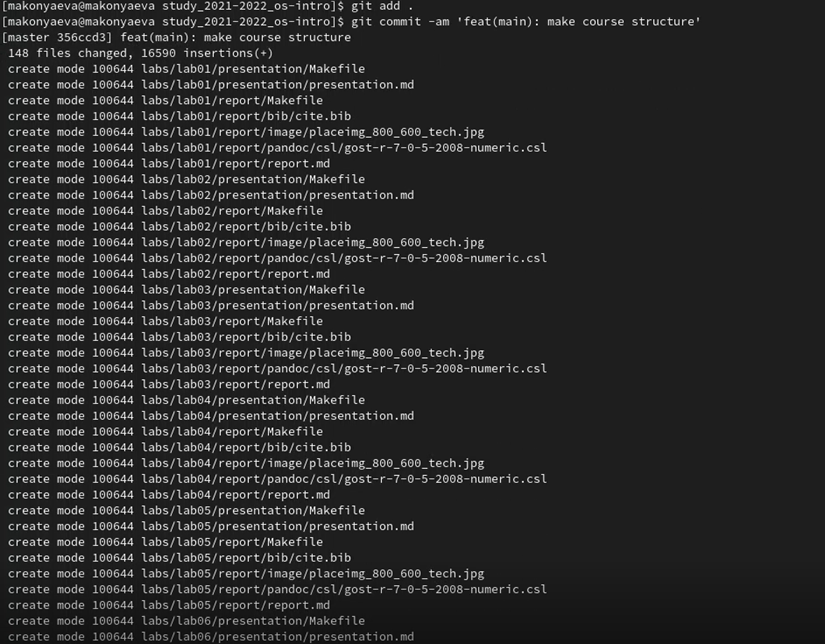 [makonyaeva@makonyaeva study_2021-2022_os-intro]$ git add .
[makonyaeva@makonyaeva study_2021-2022_os-intro]$ git commit -am 'feat(main): make course structure'
[master 356ccd3] feat(main): make course structure
 148 files changed, 16590 insertions(+)
 create mode 100644 labs/lab01/presentation/Makefile
 create mode 100644 labs/lab01/presentation/presentation.md
 create mode 100644 labs/lab01/report/Makefile
 create mode 100644 labs/lab01/report/bib/cite.bib
 create mode 100644 labs/lab01/report/image/placeimg_800_600_tech.jpg
 create mode 100644 labs/lab01/report/pandoc/csl/gost-r-7-0-5-2008-numeric.csl
 create mode 100644 labs/lab01/report/report.md
 create mode 100644 labs/lab02/presentation/Makefile
 create mode 100644 labs/lab02/presentation/presentation.md
 create mode 100644 labs/lab02/report/Makefile
 create mode 100644 labs/lab02/report/bib/cite.bib
 create mode 100644 labs/lab02/report/image/placeimg_800_600_tech.jpg
 create mode 100644 labs/lab02/report/pandoc/csl/gost-r-7-0-5-2008-numeric.csl
 create mode 100644 labs/lab02/report/report.md
 create mode 100644 labs/lab03/presentation/Makefile
 create mode 100644 labs/lab03/presentation/presentation.md
 create mode 100644 labs/lab03/report/Makefile
 create mode 100644 labs/lab03/report/bib/cite.bib
 create mode 100644 labs/lab03/report/image/placeimg_800_600_tech.jpg
 create mode 100644 labs/lab03/report/pandoc/csl/gost-r-7-0-5-2008-numeric.csl
 create mode 100644 labs/lab03/report/report.md
 create mode 100644 labs/lab04/presentation/Makefile
 create mode 100644 labs/lab04/presentation/presentation.md
 create mode 100644 labs/lab04/report/Makefile
 create mode 100644 labs/lab04/report/bib/cite.bib
 create mode 100644 labs/lab04/report/image/placeimg_800_600_tech.jpg
 create mode 100644 labs/lab04/report/pandoc/csl/gost-r-7-0-5-2008-numeric.csl
 create mode 100644 labs/lab04/report/report.md
 create mode 100644 labs/lab05/presentation/Makefile
 create mode 100644 labs/lab05/presentation/presentation.md
 create mode 100644 labs/lab05/report/Makefile
 create mode 100644 labs/lab05/report/bib/cite.bib
 create mode 100644 labs/lab05/report/image/placeimg_800_600_tech.jpg
 create mode 100644 labs/lab05/report/pandoc/csl/gost-r-7-0-5-2008-numeric.csl
 create mode 100644 labs/lab05/report/report.md
 create mode 100644 labs/lab06/presentation/Makefile
 create mode 100644 labs/lab06/presentation/presentation.md